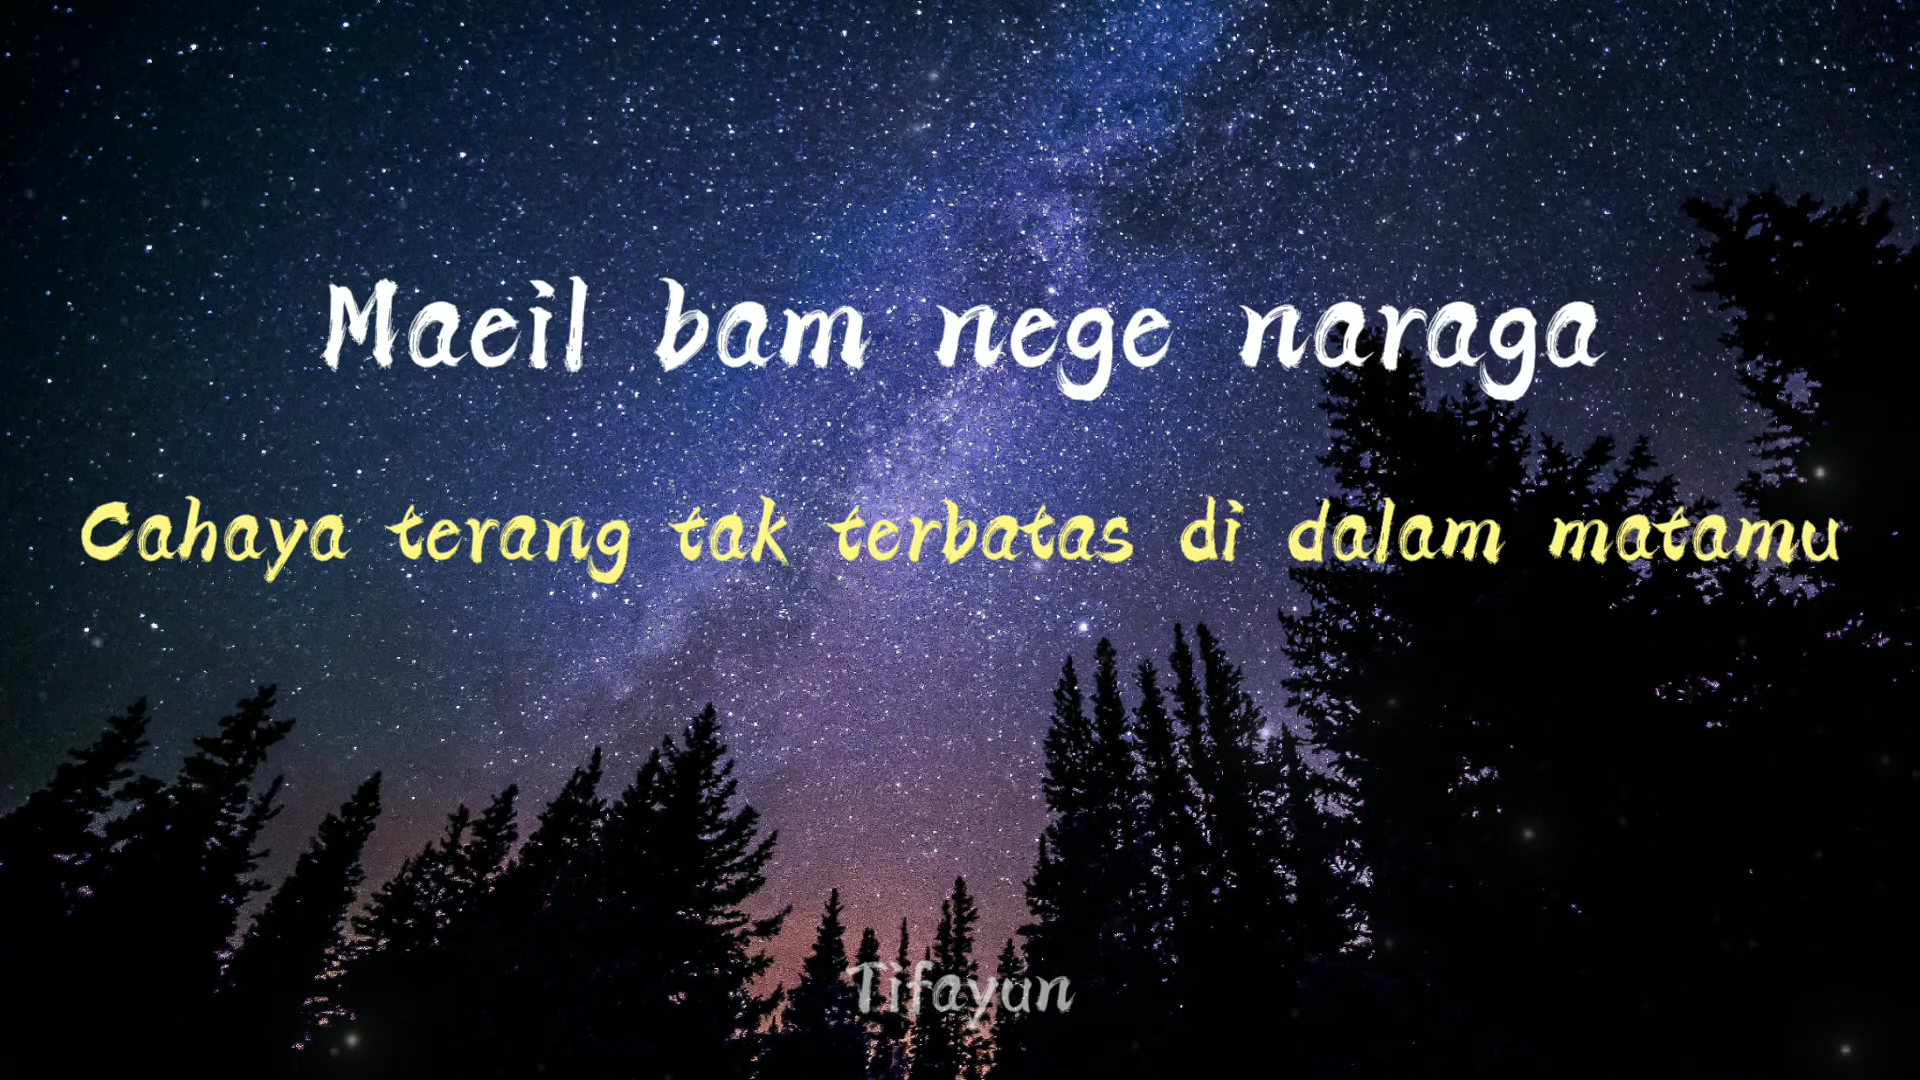 Maeil bam nege naraga
Cahaya terang tak terbatas di dalam matamu
Tifayun